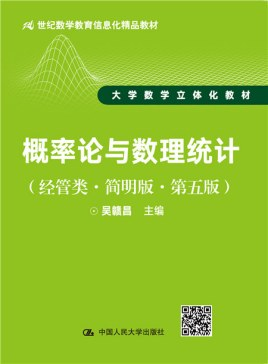 21世纪数学教育信息化精品教材
大学数学立体化教材
概率论与数理统计
（经管类·简明版·第五版）
⊙ 吴赣昌 主编
中国人民大学出版社